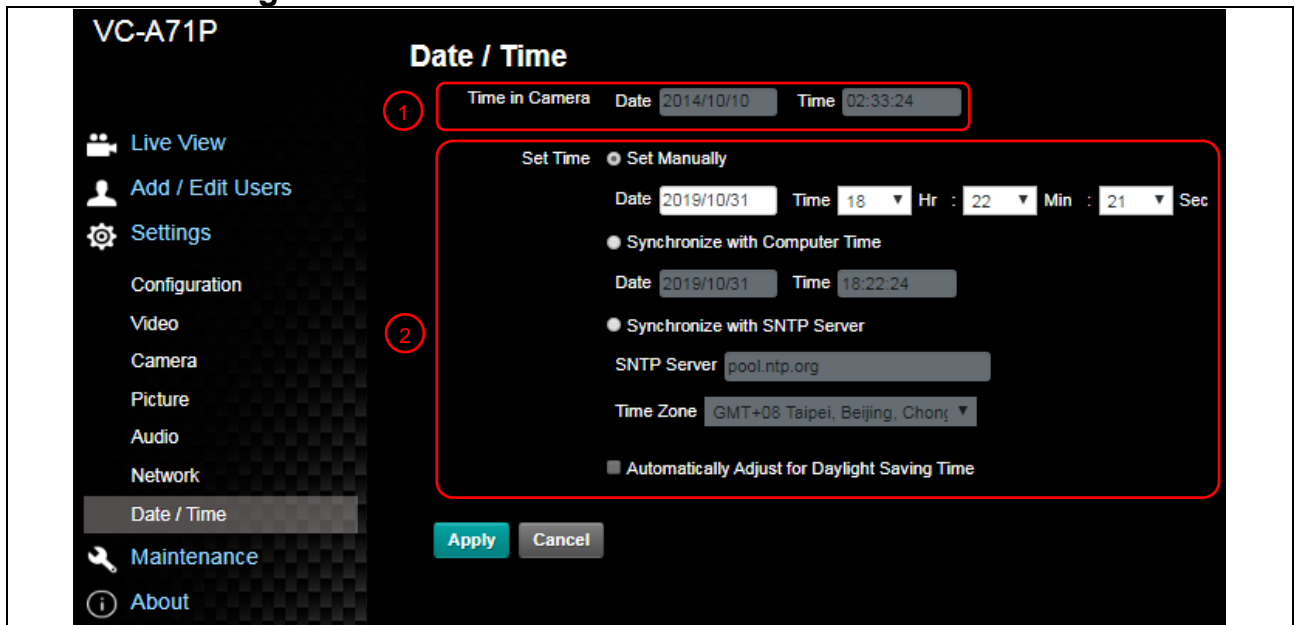 VC-A71P
Date / Time
1
Time in Camera Date 2014/10/10 Time 02:33:24
Live View
Add / Edit Users
Settings
Configuration
Video
Camera
Picture
Audio
Network
Date / Time
Maintenance
About
2
Set Time Set Manually
Date 2019/10/31 Time 18 Hr : 22 Min : 21 Sec
Synchronize with Computer Time
Date 2019/10/31 Time 18:22:24
Synchronize with SNTP Server
SNTP Server pool.ntp.org
Time Zone GMT+08 Taipei, Beijing, Chong
Automatically Adjust for Daylight Saving Time
Apply Cancel